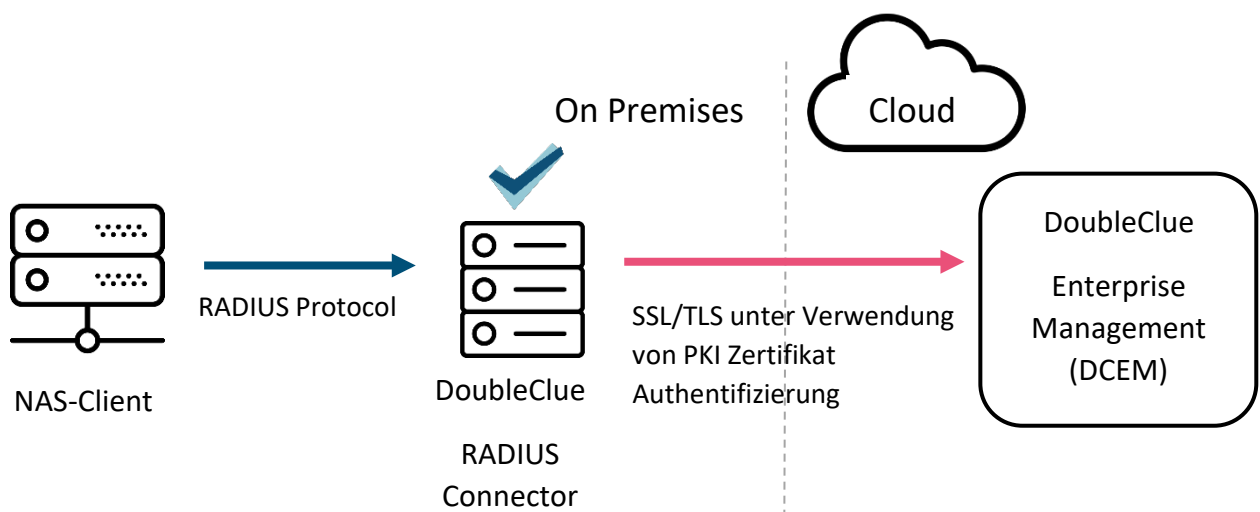 On Premises
Cloud
NAS-Client
RADIUS Protocol
DoubleClue
RADIUS
Connector
SSL/TLS unter Verwendung
von PKI Zertifikat
Authentifizierung
DoubleClue
Enterprise
Management
(DCEM)